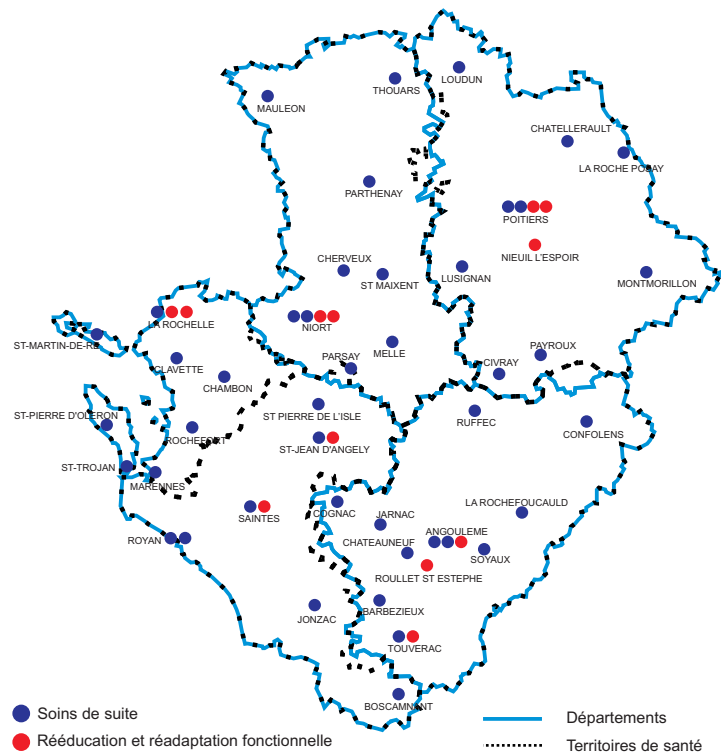 LOUDUN
THOUARS
MAULEON
CHATELLERAULT
LA ROCHE POSAY
PARTHENAY
POITIERS
NIEUIL L'ESPOIR
CHERVEUX
ST MAIXENT
LUSIGNAN
MONTMORILLON
LA ROCHELLE
NIORT
ST-MARTIN-DE-RE
MELLE
PAYROUX
PARSAY
CIVRAY
CLAVETTE
CHAMBON
ST-PIERRE D'OLERON
ST PIERRE DE L'ISLE
RUFFEC
CONFOLENS
ROCHEFORT
ST-JEAN D'ANGELY
ST-TROJAN
MARENNES
LA ROCHEFOUCAULD
SAINTES
COGNAC
JARNAC
ANGOULEME
ROYAN
CHATEAUNEUF
SOYAUX
ROULLET ST ESTEPHE
BARBEZIEUX
JONZAC
TOUVERAC
BOSCAMNENT
Soins de suite
Rééducation et réadaptation fonctionnelle
Départements
Territoires de santé